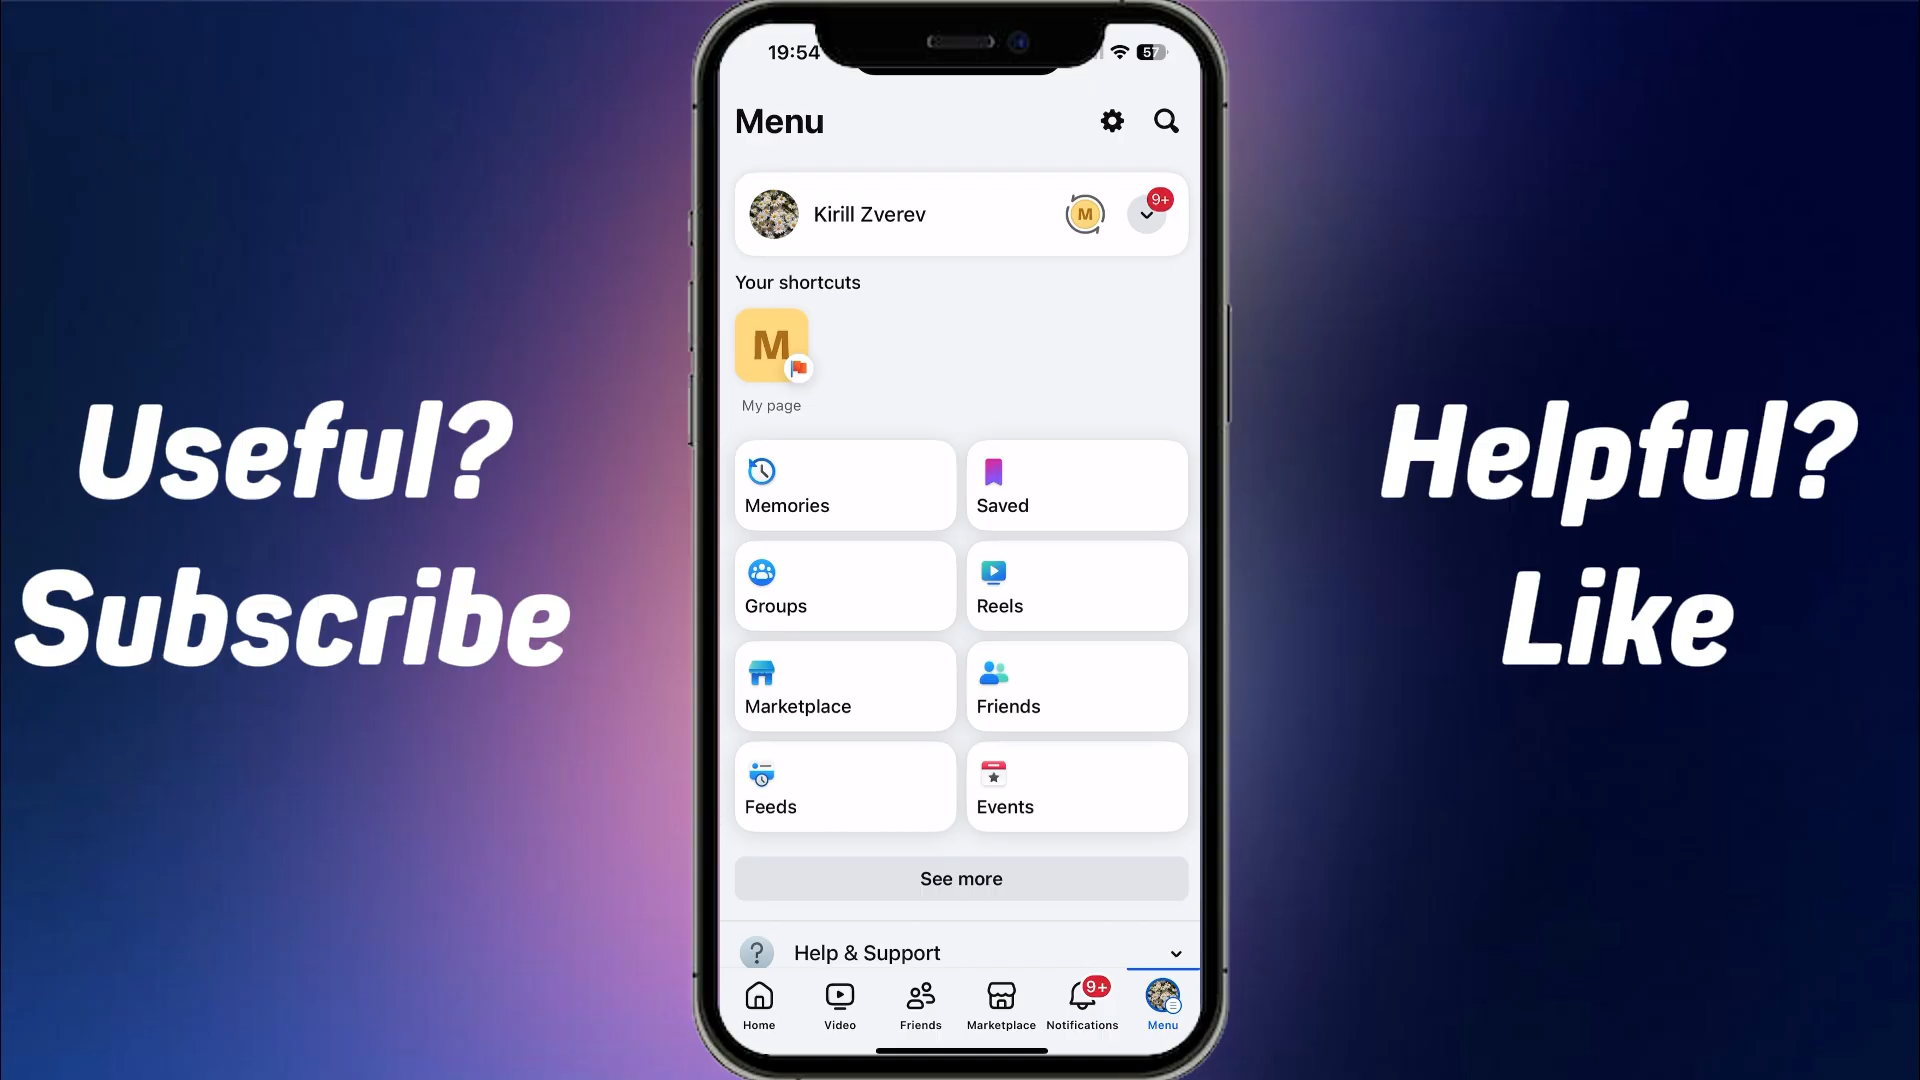 19:54
57
Menu
Kirill Zverev
M
9+
Your shortcuts
M
My page
Memories
Saved
Groups
Reels
Marketplace
Friends
Feeds
Events
See more
? Help & Support
9+
Home
Video
Friends
Marketplace
Notifications
Menu
Useful?
Subscribe
Helpful?
Like